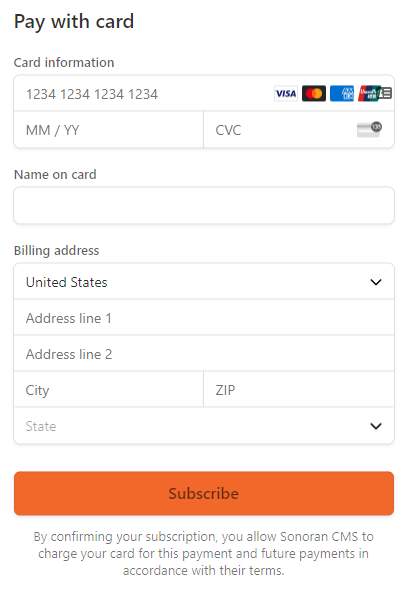 Pay with card
Card information
1234 1234 1234 1234 VISA
MM / YY CVC
Name on card
Billing address
United States
Address line 1
Address line 2
City ZIP
State
Subscribe
By confirming your subscription, you allow Sonoran CMS to
charge your card for this payment and future payments in
accordance with their terms.